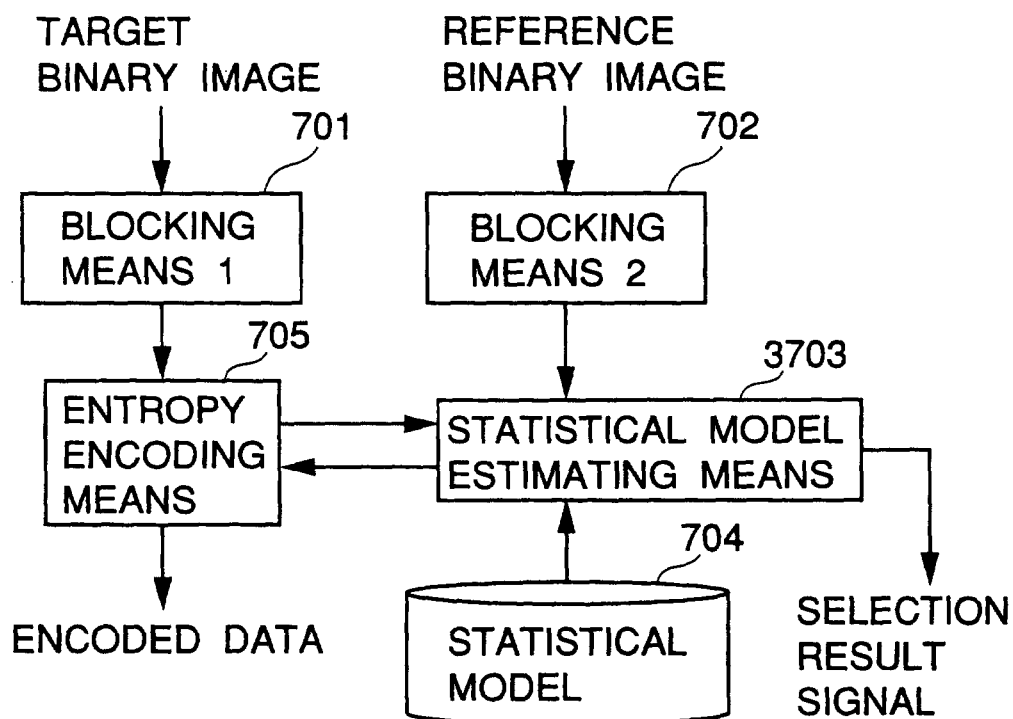 TARGET
BINARY IMAGE
REFERENCE
BINARY IMAGE
701
702
BLOCKING
MEANS 1
BLOCKING
MEANS 2
705
3703
ENTROPY
ENCODING
MEANS
STATISTICAL MODEL
ESTIMATING MEANS
704
ENCODED DATA
STATISTICAL
MODEL
SELECTION
RESULT
SIGNAL